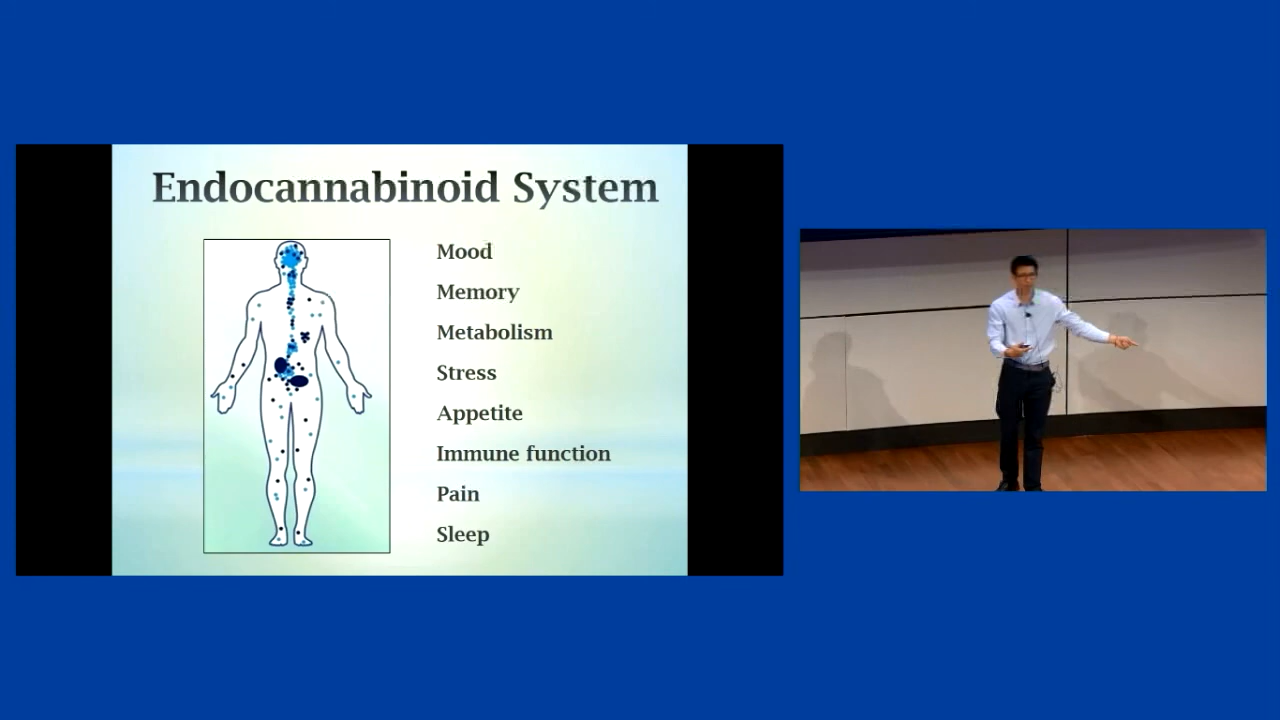 Endocannabinoid System
Mood
Memory
Metabolism
Stress
Appetite
Immune function
Pain
Sleep